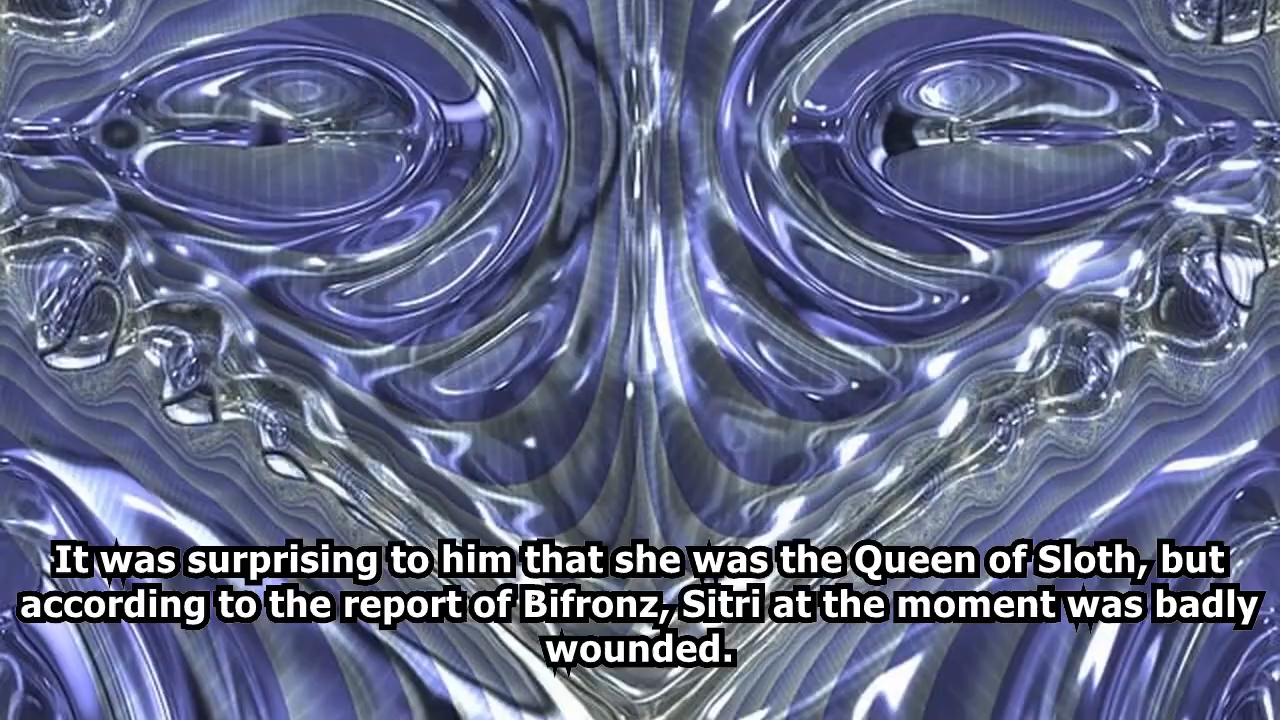 It was surprising to him that she was the Queen of Sloth, but
according to the report of Bifronz, Sitri at the moment was badly
wounded.